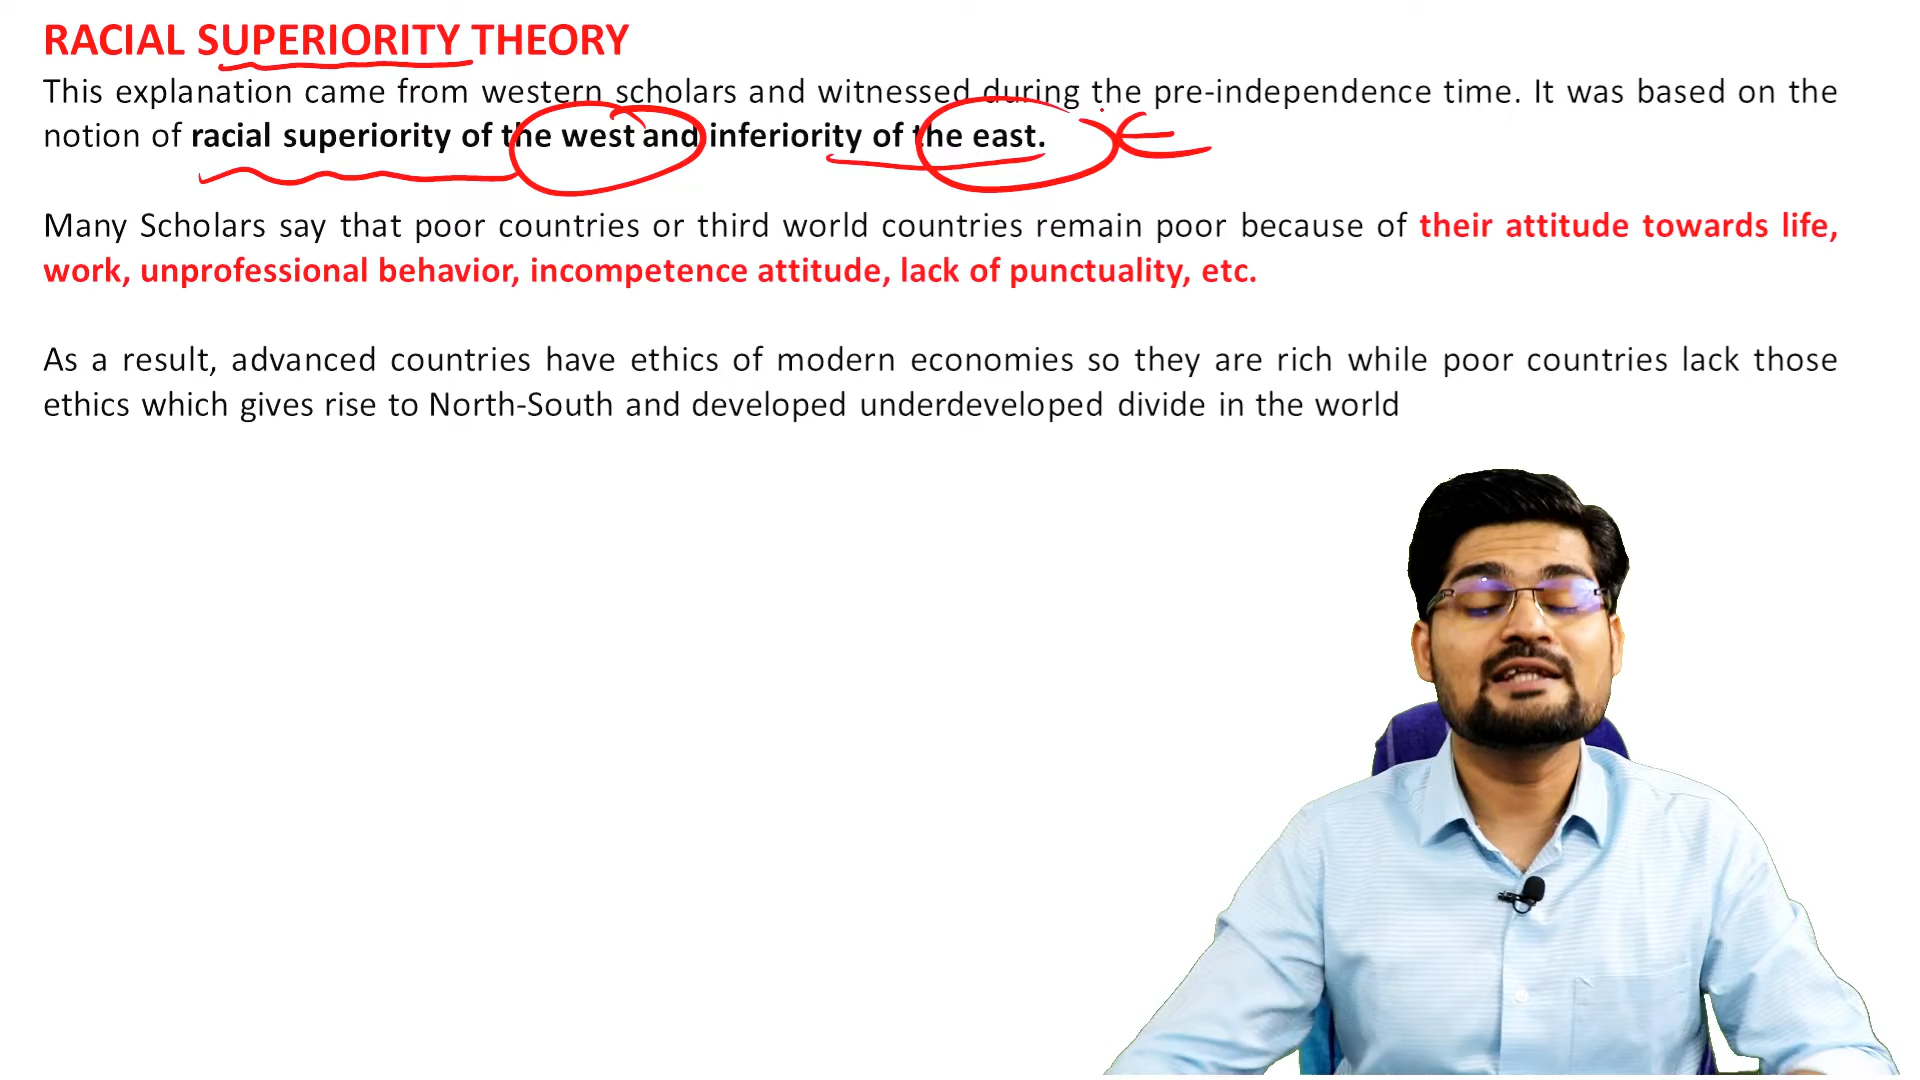 RACIAL SUPERIORITY THEORY
This explanation came from western scholars and witnessed during the pre-independence time. It was based on the
notion of racial superiority of the west and inferiority of the east.
Many Scholars say that poor countries or third world countries remain poor because of their attitude towards life,
work, unprofessional behavior, incompetence attitude, lack of punctuality, etc.
As a result, advanced countries have ethics of modern economies so they are rich while poor countries lack those
ethics which gives rise to North-South and developed underdeveloped divide in the world